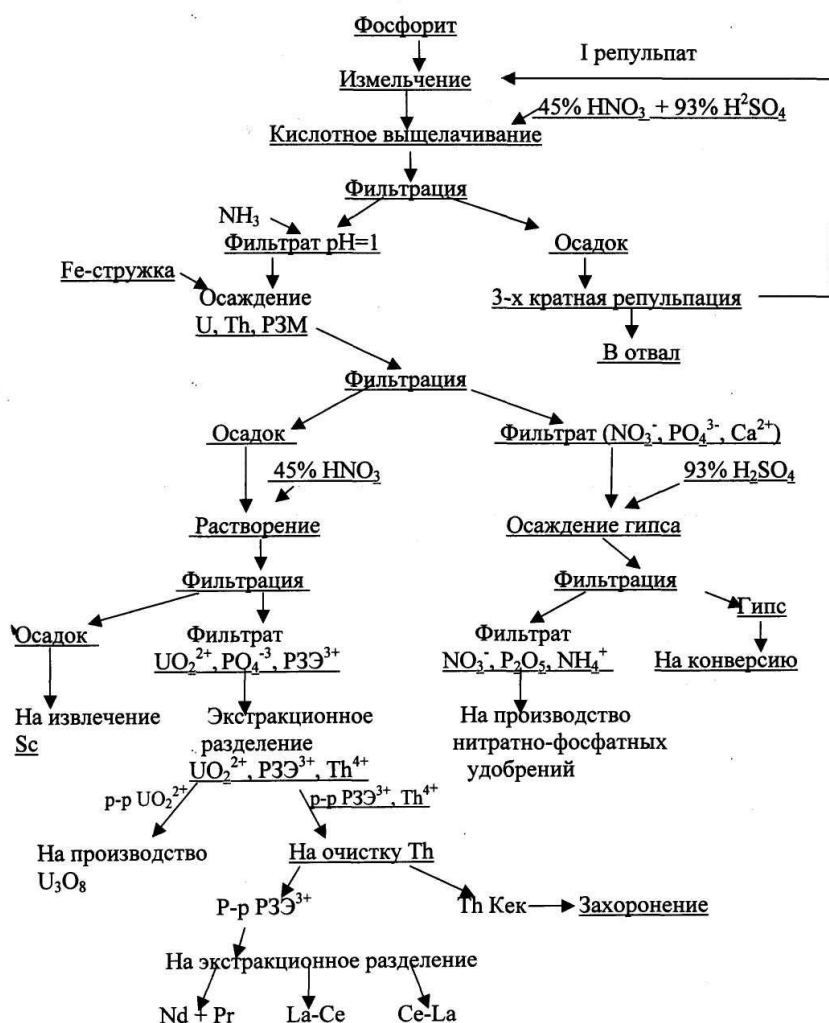 Фосфорит
I репульпат
Измельчение
45% HNO₃ + 93% H²SO₄
Кислотное выщелачивание
Фильтрация
NH₃
Фильтрат pH=1
Осадок
Fe-стружка
Осаждение
U, Th, РЗМ
3-х кратная репульпация
В отвал
Фильтрация
Осадок
Фильтрат (NO₃⁻, PO₄³⁻, Ca²⁺)
45% HNO₃
93% H₂SO₄
Растворение
Осаждение гипса
Фильтрация
Фильтрация
Осадок
Фильтрат
UO₂²⁺, PO₄⁻³, РЗЭ³⁺
Фильтрат
NO₃⁻, P₂O₅, NH₄⁺
Гипс
На конверсию
На извлечение
Sc
Экстракционное
разделение
UO₂²⁺, РЗЭ³⁺, Th⁴⁺
На производство
нитратно-фосфатных
удобрений
р-р UO₂²⁺
р-р РЗЭ³⁺, Th⁴⁺
На производство
U₃O₈
На очистку Th
Р-р РЗЭ³⁺
Th Кек
Захоронение
На экстракционное разделение
Nd + Pr
La-Ce
Ce-La